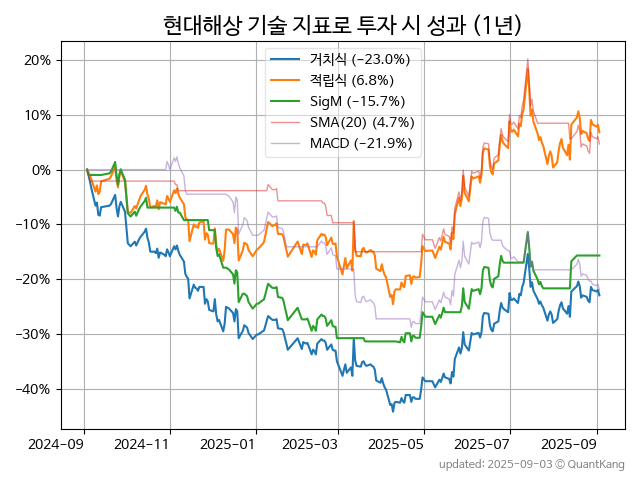 현대해상 기술 지표로 투자 시 성과 (1년)
거치식 (−23.0%)
적립식 (6.8%)
SigM (−15.7%)
SMA(20) (4.7%)
MACD (−21.9%)
20%
10%
0%
−10%
−20%
−30%
−40%
2024-09 2024-11 2025-01 2025-03 2025-05 2025-07 2025-09
updated: 2025-09-03 © QuantKang